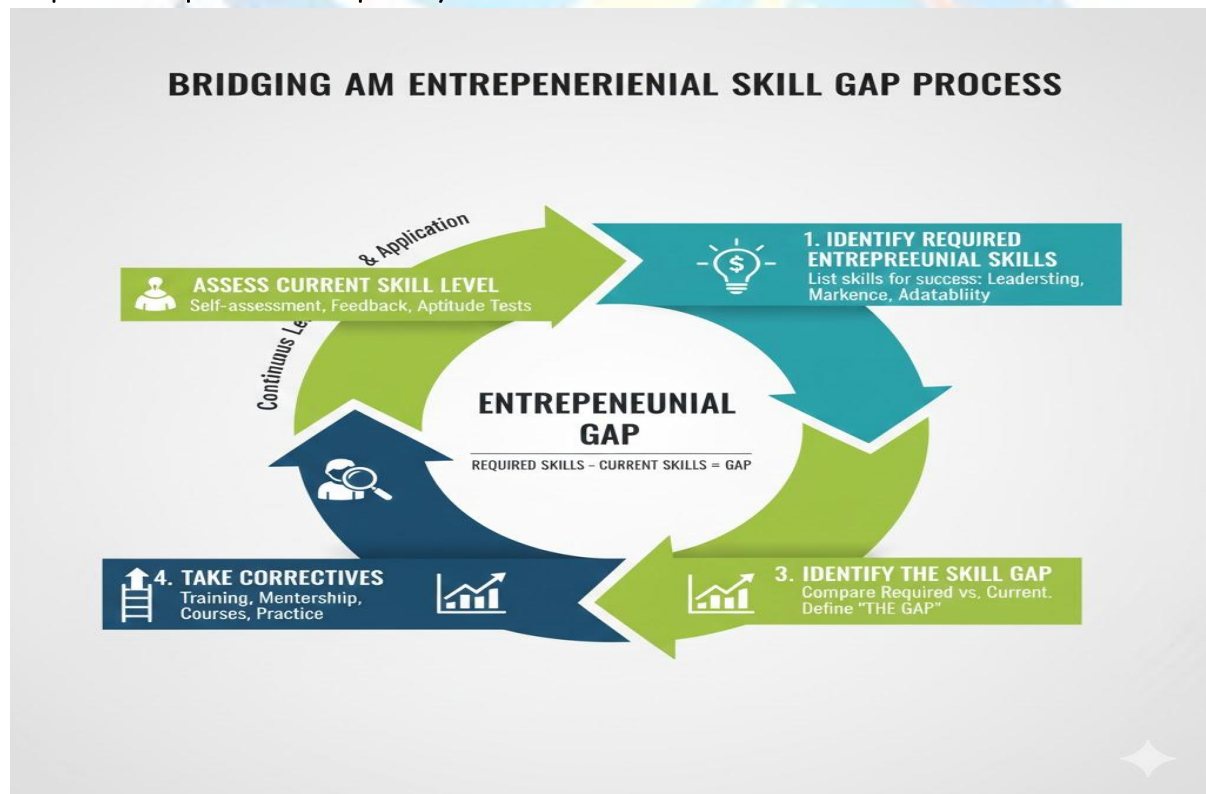 BRIDGING AM ENTREPENERIENIAL SKILL GAP PROCESS
& Application
Continuus Le
ASSESS CURRENT SKILL LEVEL
Self-assessment, Feedback, Aptitude Tests
1. IDENTIFY REQUIRED
ENTREPREEUNIAL SKILLS
List skills for success: Leadersting,
Markence, Adatabliity
ENTREPENEUNIAL
GAP
REQUIRED SKILLS – CURRENT SKILLS = GAP
4. TAKE CORRECTIVES
Training, Mentership,
Courses, Practice
3. IDENTIFY THE SKILL GAP
Compare Required vs. Current.
Define "THE GAP"